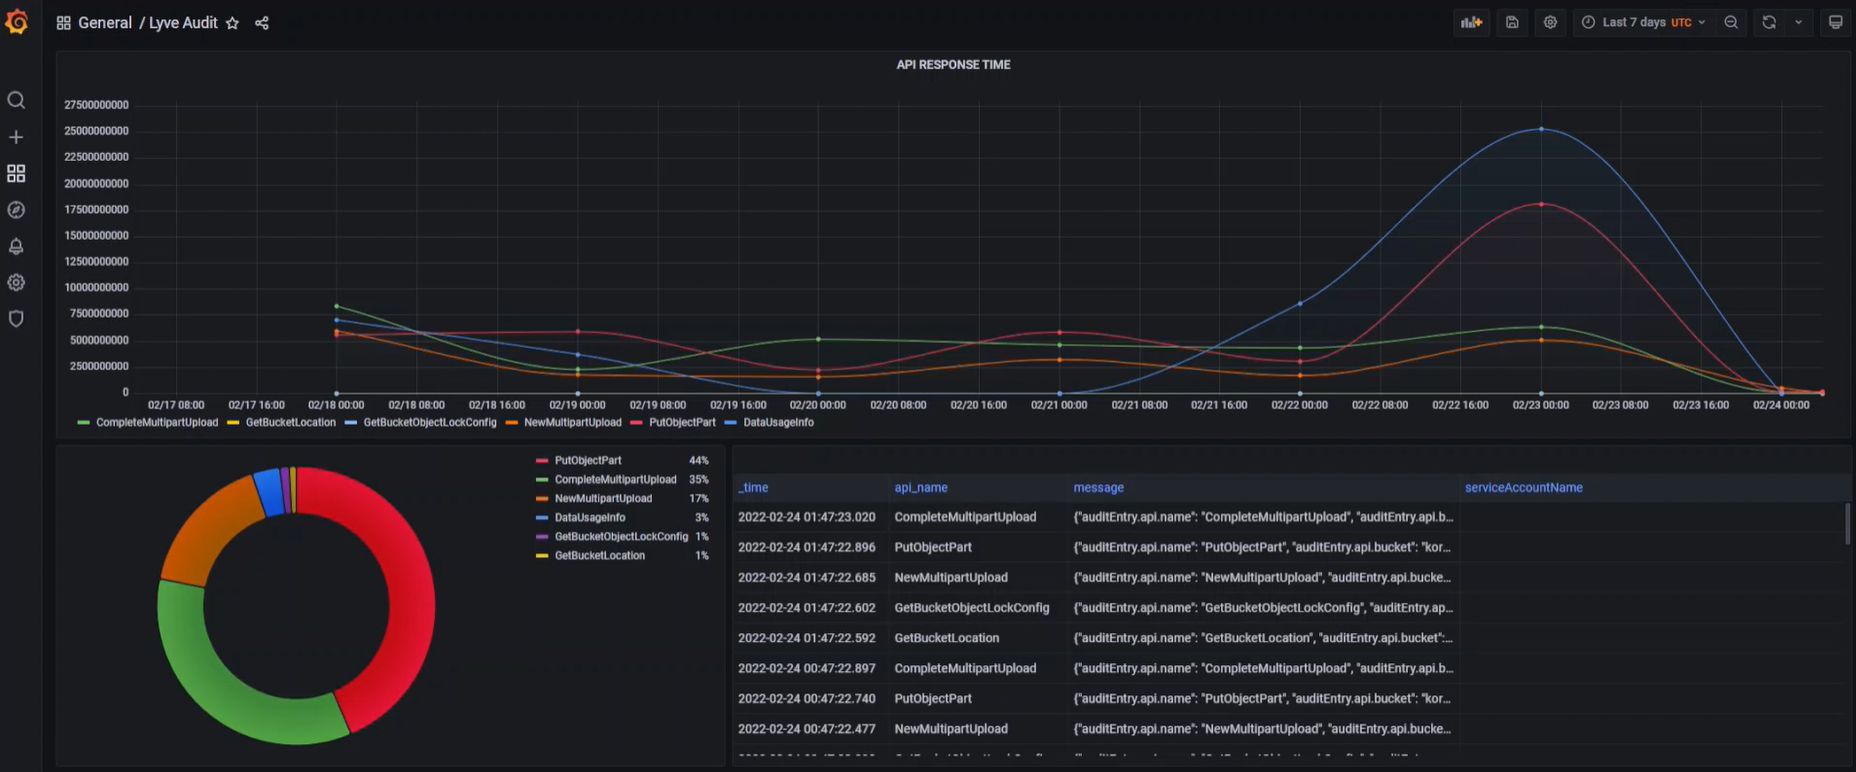 General / Lyve Audit
Last 7 days UTC
API RESPONSE TIME
27500000000
25000000000
22500000000
20000000000
17500000000
15000000000
12500000000
10000000000
7500000000
5000000000
2500000000
0
02/17 08:00 02/17 16:00 02/18 00:00 02/18 08:00 02/18 16:00 02/19 00:00 02/19 08:00 02/19 16:00 02/20 00:00 02/20 08:00 02/20 16:00 02/21 00:00 02/21 08:00 02/21 16:00 02/22 00:00 02/22 08:00 02/22 16:00 02/23 00:00 02/23 08:00 02/23 16:00 02/24 00:00
CompleteMultipartUpload GetBucketLocation GetBucketObjectLockConfig NewMultipartUpload PutObjectPart DataUsageInfo
PutObjectPart 44%
CompleteMultipartUpload 35%
NewMultipartUpload 17%
DataUsageInfo 3%
GetBucketObjectLockConfig 1%
GetBucketLocation 1%
_time api_name message serviceAccountName
2022-02-24 01:47:23.020 CompleteMultipartUpload {"auditEntry.api.name": "CompleteMultipartUpload", "auditEntry.api.b...
2022-02-24 01:47:22.896 PutObjectPart {"auditEntry.api.name": "PutObjectPart", "auditEntry.api.bucket": "kor...
2022-02-24 01:47:22.685 NewMultipartUpload {"auditEntry.api.name": "NewMultipartUpload", "auditEntry.api.bucke...
2022-02-24 01:47:22.602 GetBucketObjectLockConfig {"auditEntry.api.name": "GetBucketObjectLockConfig", "auditEntry.ap...
2022-02-24 01:47:22.592 GetBucketLocation {"auditEntry.api.name": "GetBucketLocation", "auditEntry.api.bucket":...
2022-02-24 00:47:22.897 CompleteMultipartUpload {"auditEntry.api.name": "CompleteMultipartUpload", "auditEntry.api.b...
2022-02-24 00:47:22.740 PutObjectPart {"auditEntry.api.name": "PutObjectPart", "auditEntry.api.bucket": "kor...
2022-02-24 00:47:22.477 NewMultipartUpload {"auditEntry.api.name": "NewMultipartUpload", "auditEntry.api.bucke...